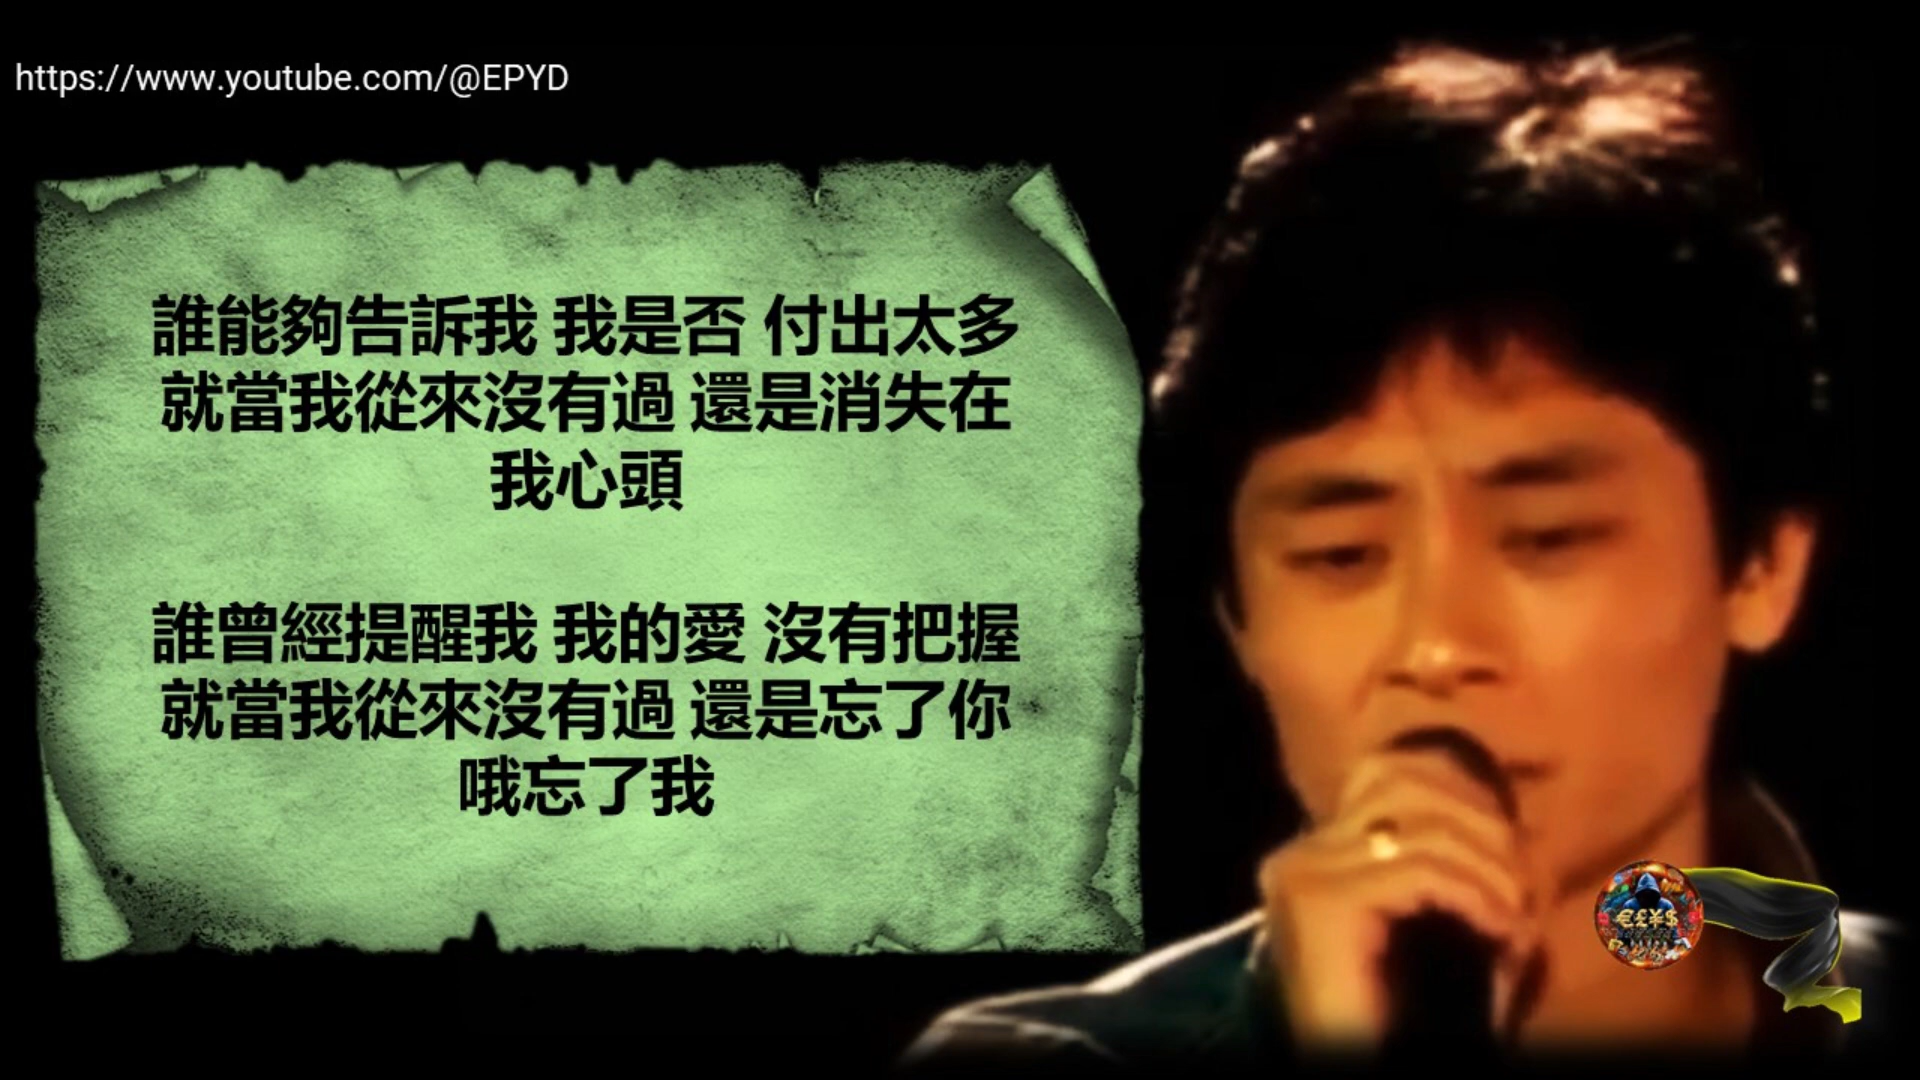 https://www.youtube.com/@EPYD
誰能夠告訴我 我是否 付出太多
就當我從來沒有過 還是消失在
我心頭
誰曾經提醒我 我的愛 沒有把握
就當我從來沒有過 還是忘了你
哦忘了我
€£¥$